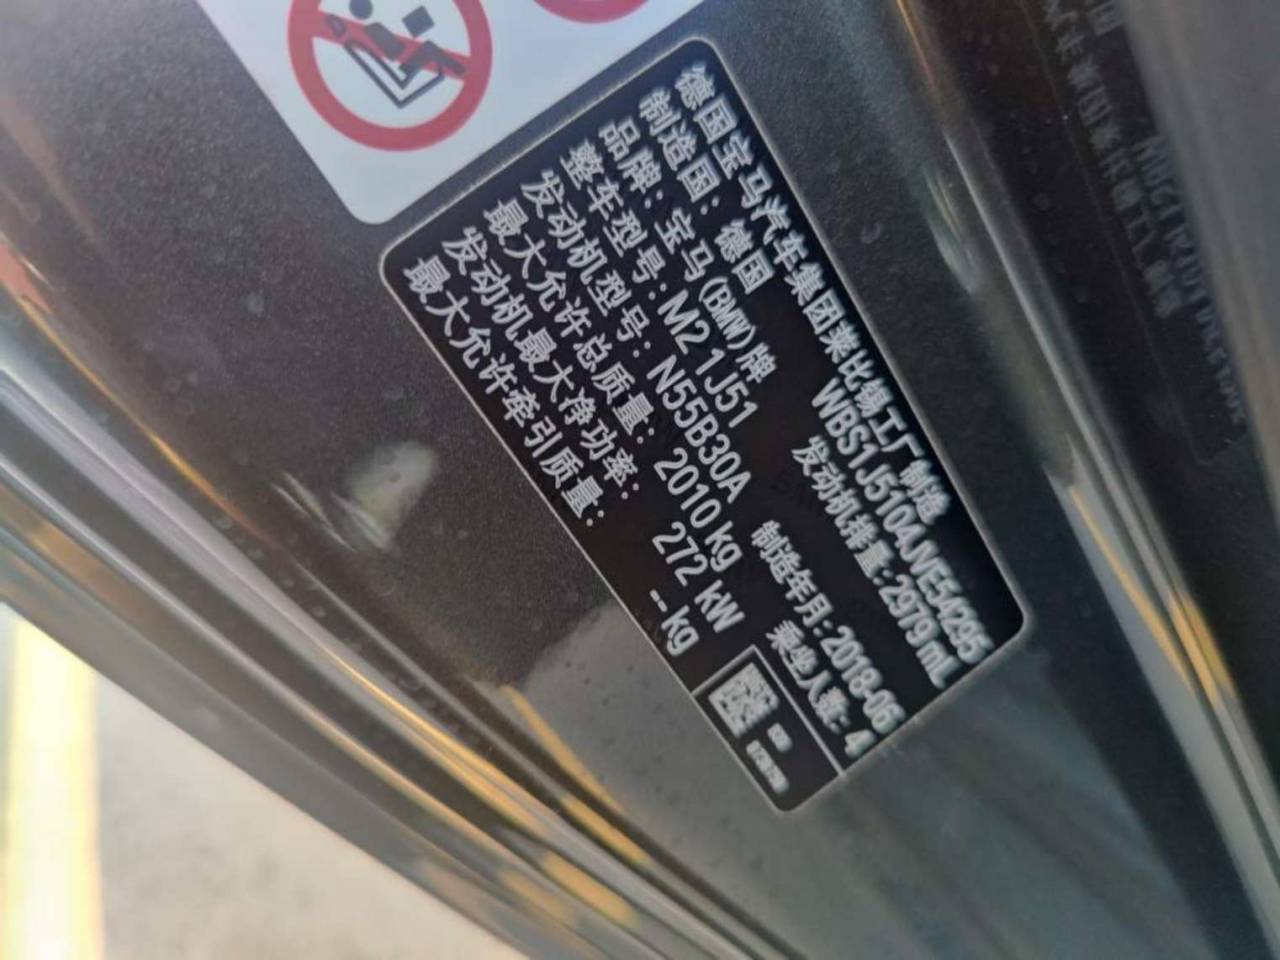 德国宝马汽车集团莱比锡工厂制造
制造国：德国
WBS1J5104JVE54295
品牌：宝马(BMW)牌
发动机排量：2979 mL
整车型号：M2 1J51
制造年月：2018-06
发动机型号：N55B30A
乘坐人数：4
最大允许总质量：2010 kg
发动机最大净功率：272 kW
最大允许牵引质量：-- kg